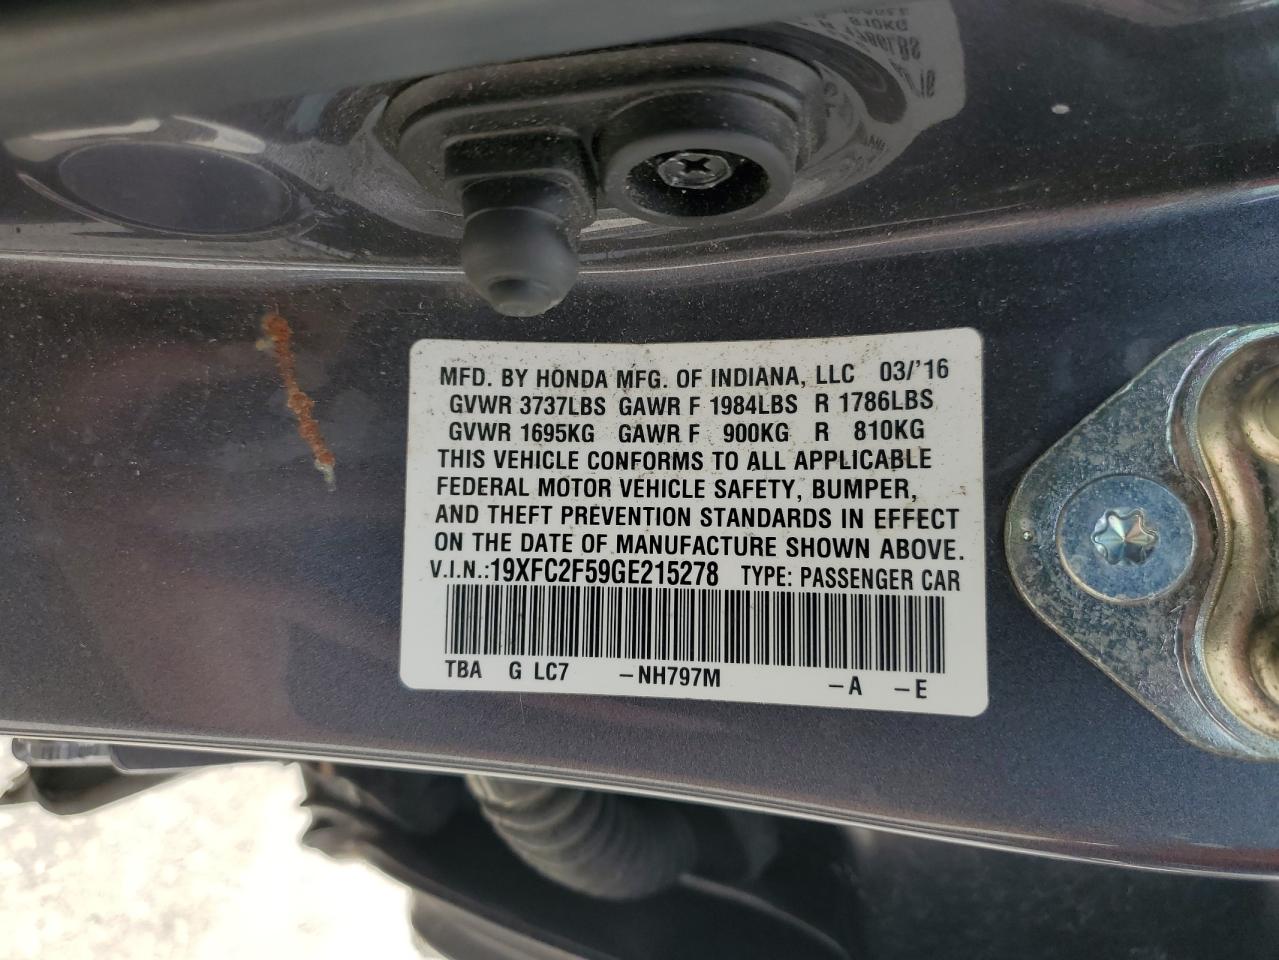 MFD. BY HONDA MFG. OF INDIANA, LLC 03/'16
GVWR 3737LBS GAWR F 1984LBS R 1786LBS
GVWR 1695KG GAWR F 900KG R 810KG
THIS VEHICLE CONFORMS TO ALL APPLICABLE
FEDERAL MOTOR VEHICLE SAFETY, BUMPER,
AND THEFT PREVENTION STANDARDS IN EFFECT
ON THE DATE OF MANUFACTURE SHOWN ABOVE.
V.I.N.:19XFC2F59GE215278 TYPE: PASSENGER CAR
TBA G LC7 –NH797M –A –E